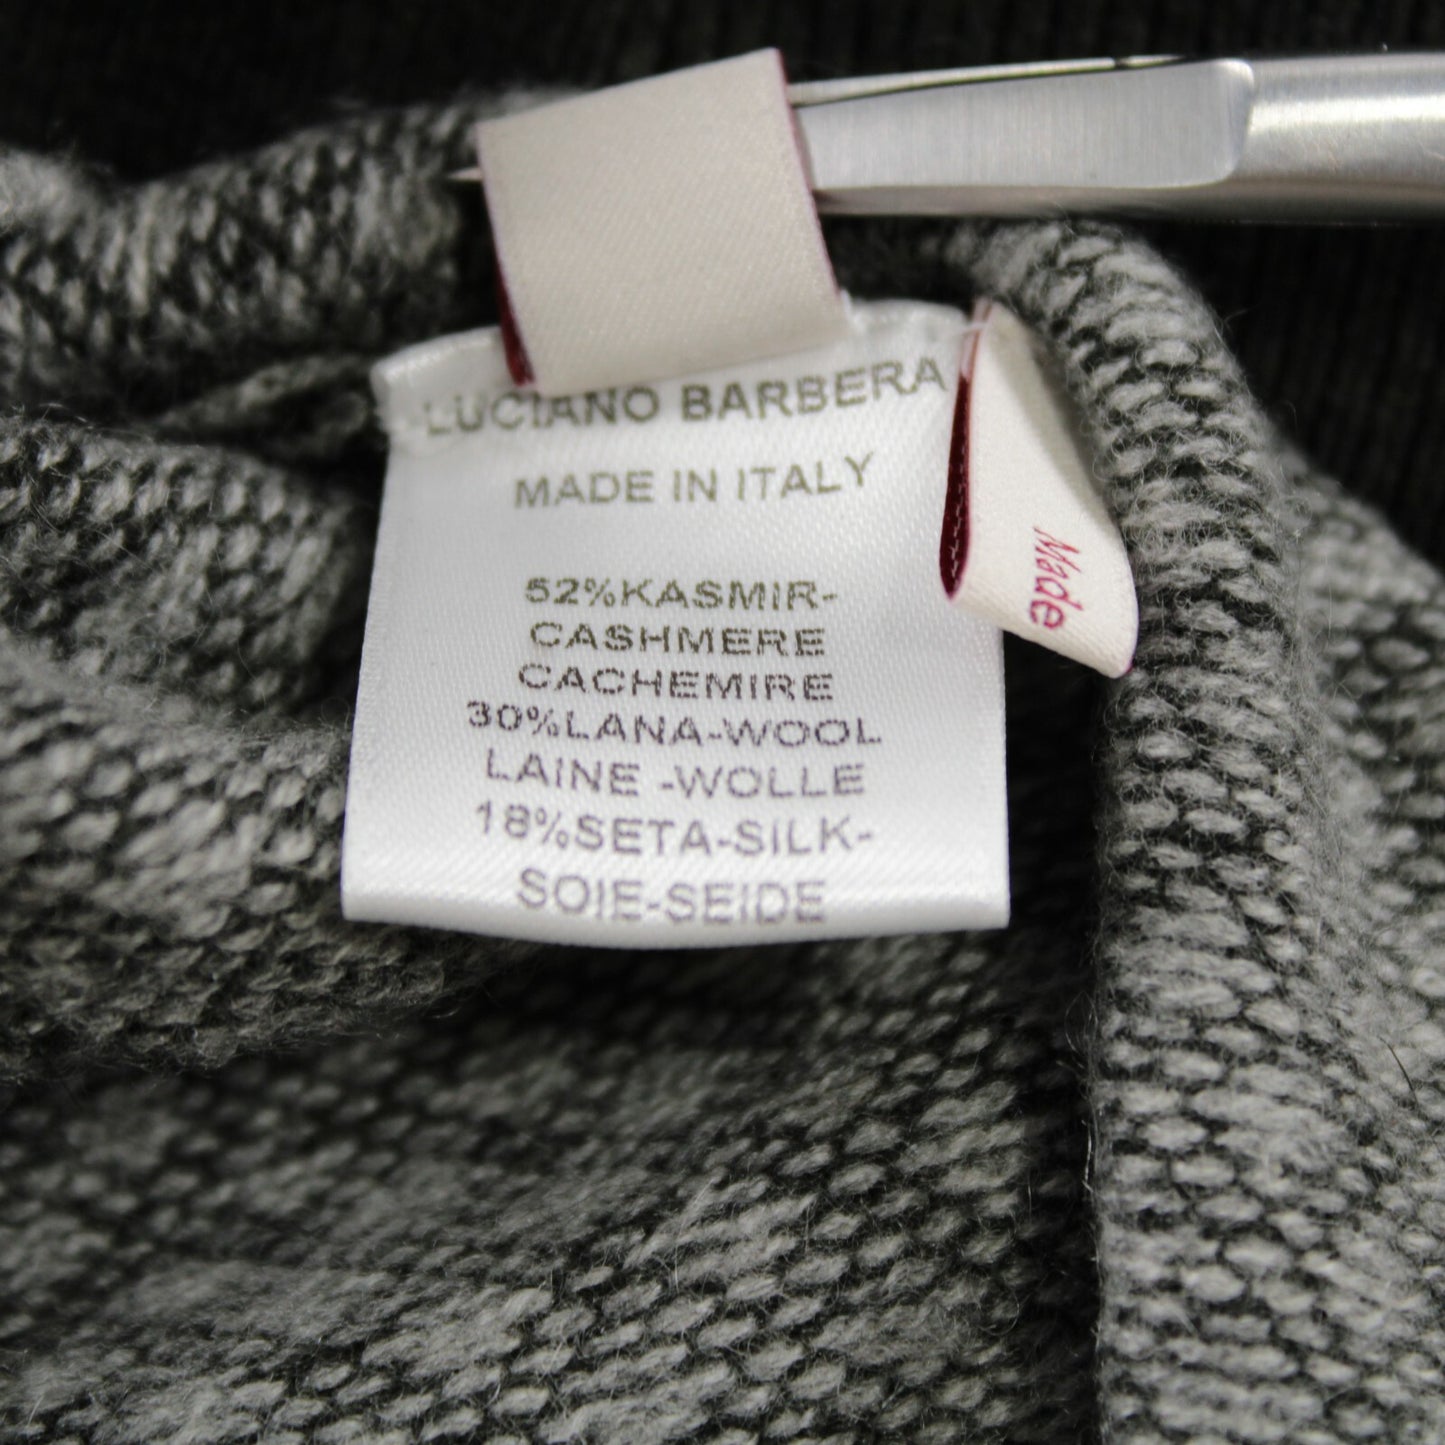 LUCIANO BARBERA
MADE IN ITALY
52%KASMIR-
CASHMERE
CACHEMIRE
30%LANA-WOOL
LAINE -WOLLE
18%SETA-SILK-
SOIE-SEIDE
Made